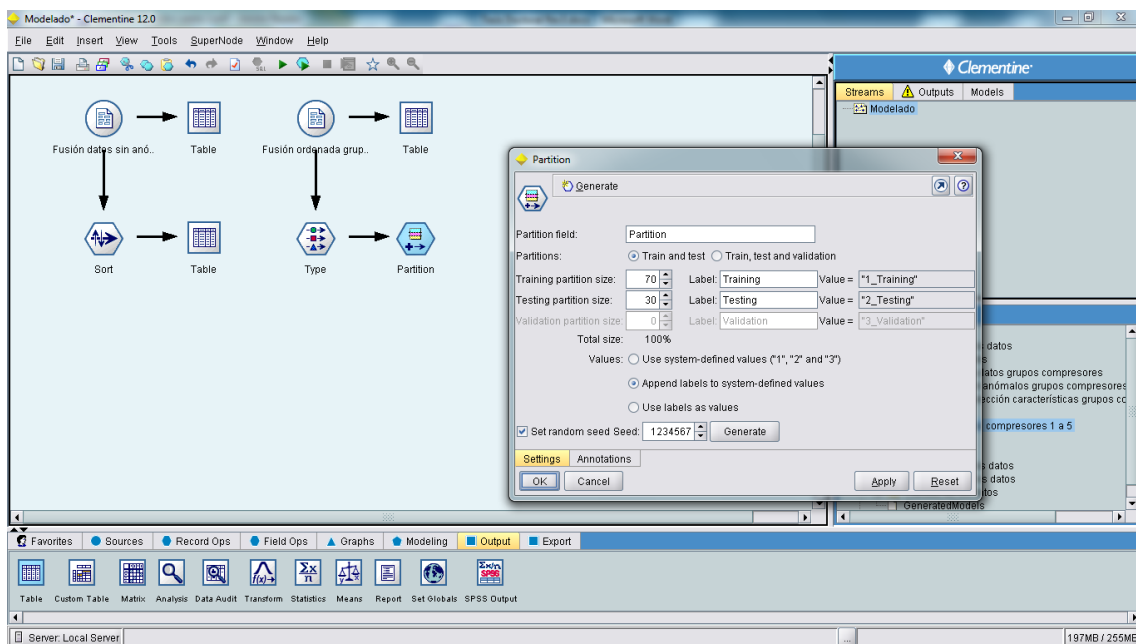 Modelado* - Clementine 12.0
File Edit Insert View Tools SuperNode Window Help
Clementine
Streams Outputs Models
Modelado
Fusión datos sin anó.. Table Fusión ordenada grup.. Table
Sort Table Type Partition
Partition
Generate
Partition field: Partition
Partitions: Train and test Train, test and validation
Training partition size: 70 Label: Training Value = "1_Training"
Testing partition size: 30 Label: Testing Value = "2_Testing"
Validation partition size: 0 Label: Validation Value = "3_Validation"
Total size: 100%
Values: Use system-defined values ("1", "2" and "3")
Append labels to system-defined values
Use labels as values
Set random seed Seed: 1234567 Generate
Settings Annotations
OK Cancel Apply Reset
datos
datos grupos compresores
anómalos grupos compresores
ección características grupos cc
compresores 1 a 5
s datos
s datos
GeneratedModels
Favorites Sources Record Ops Field Ops Graphs Modeling Output Export
Table Custom Table Matrix Analysis Data Audit Transform Statistics Means Report Set Globals SPSS Output
Server: Local Server ... 197MB / 255MB